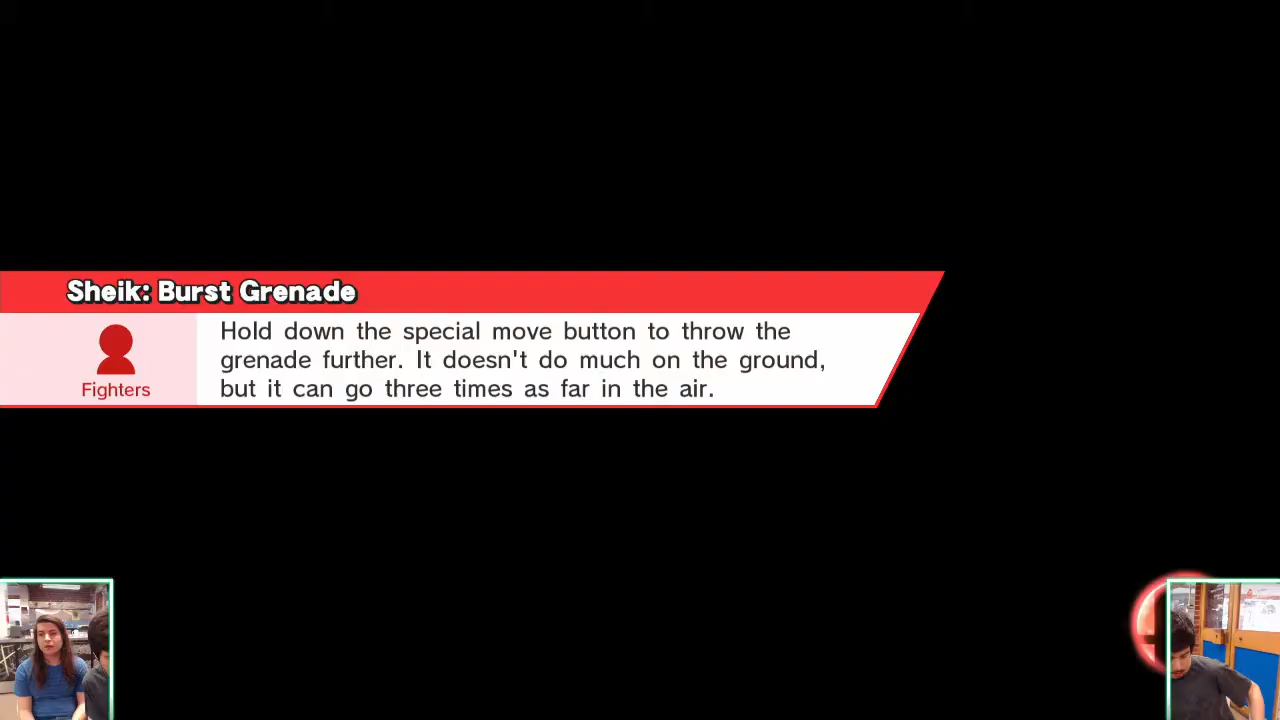 Sheik: Burst Grenade
Hold down the special move button to throw the
grenade further. It doesn't do much on the ground,
but it can go three times as far in the air.
Fighters